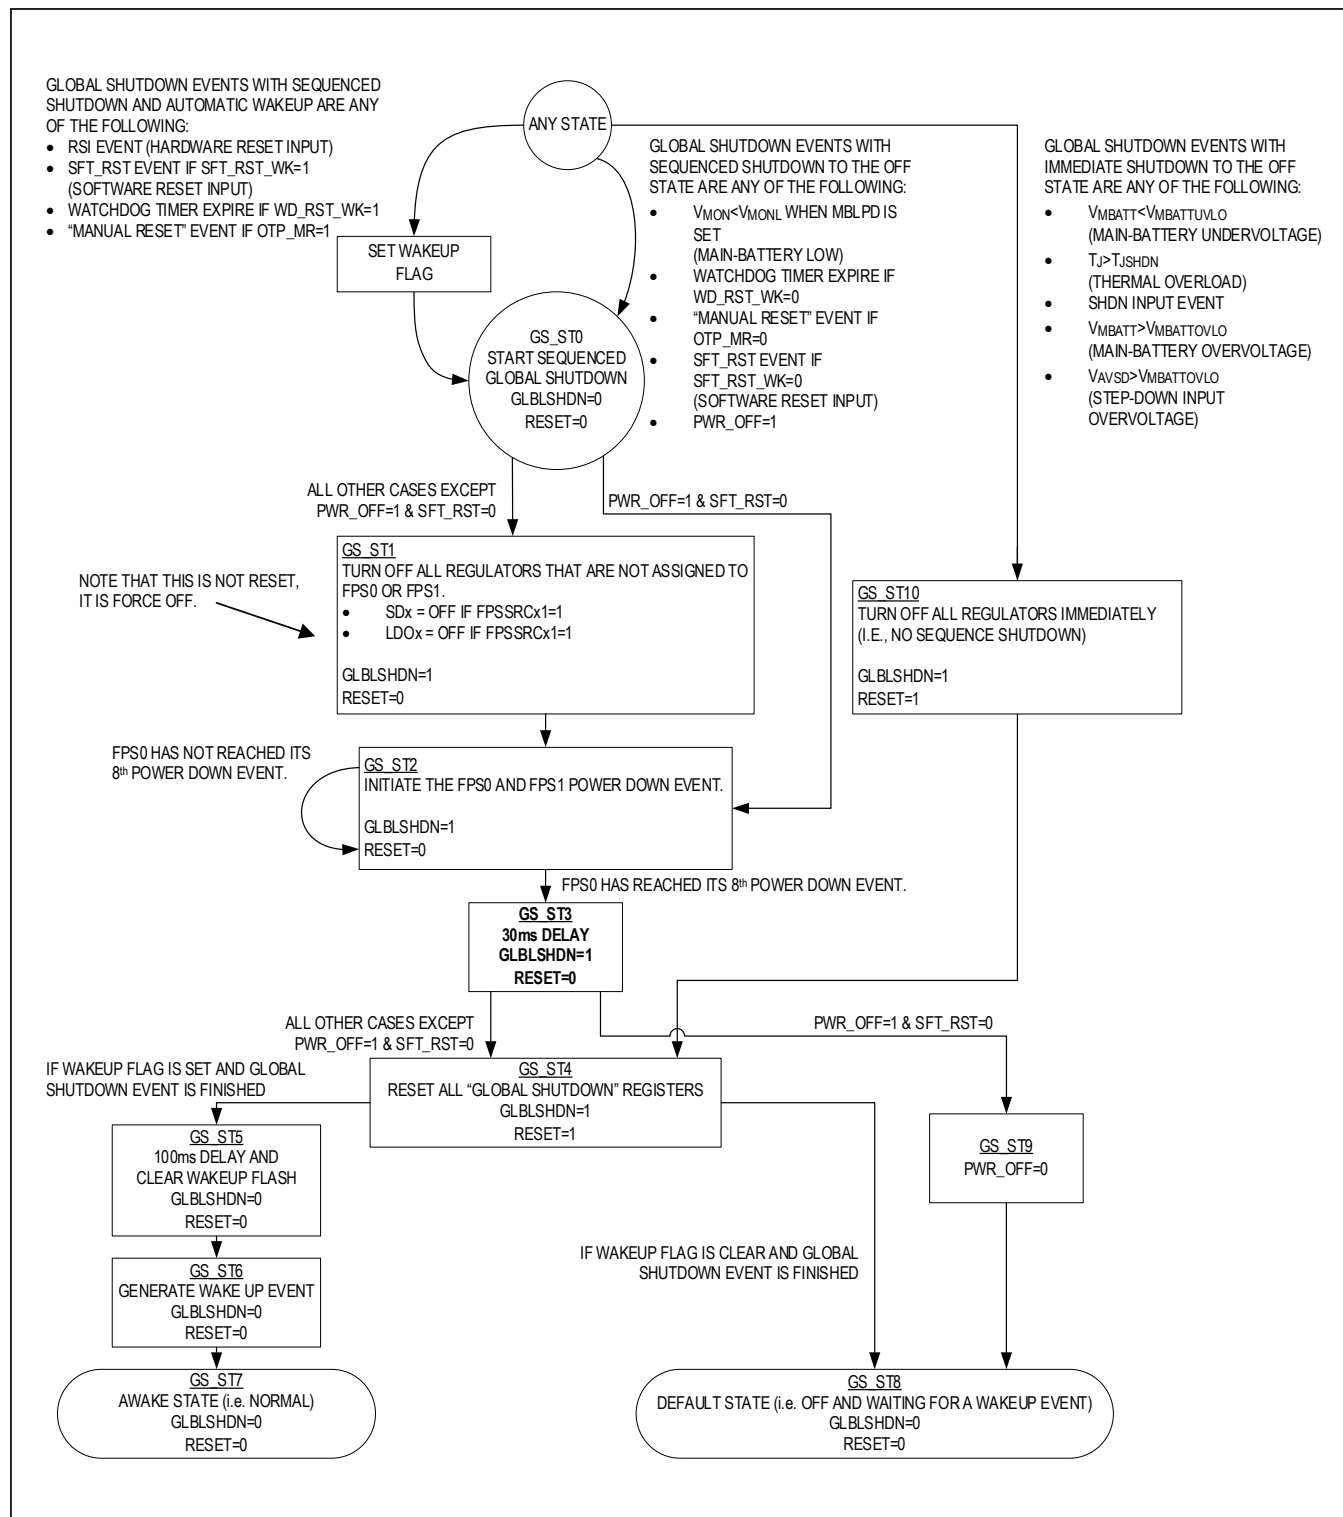 GLOBAL SHUTDOWN EVENTS WITH SEQUENCED
SHUTDOWN AND AUTOMATIC WAKEUP ARE ANY
OF THE FOLLOWING:
• RSI EVENT (HARDWARE RESET INPUT)
• SFT_RST EVENT IF SFT_RST_WK=1
(SOFTWARE RESET INPUT)
• WATCHDOG TIMER EXPIRE IF WD_RST_WK=1
• “MANUAL RESET” EVENT IF OTP_MR=1
ANY STATE
SET WAKEUP
FLAG
GLOBAL SHUTDOWN EVENTS WITH
SEQUENCED SHUTDOWN TO THE OFF
STATE ARE ANY OF THE FOLLOWING:
• VMON<VMONL WHEN MBLPD IS
SET
(MAIN-BATTERY LOW)
• WATCHDOG TIMER EXPIRE IF
WD_RST_WK=0
• “MANUAL RESET” EVENT IF
OTP_MR=0
• SFT_RST EVENT IF
SFT_RST_WK=0
(SOFTWARE RESET INPUT)
• PWR_OFF=1
GLOBAL SHUTDOWN EVENTS WITH
IMMEDIATE SHUTDOWN TO THE OFF
STATE ARE ANY OF THE FOLLOWING:
• VMBATT<VMBATTUVLO
(MAIN-BATTERY UNDERVOLTAGE)
• TJ>TJSHDN
(THERMAL OVERLOAD)
• SHDN INPUT EVENT
• VMBATT>VMBATTOVLO
(MAIN-BATTERY OVERVOLTAGE)
• VAVSD>VMBATTOVLO
(STEP-DOWN INPUT
OVERVOLTAGE)
GS_ST0
START SEQUENCED
GLOBAL SHUTDOWN
GLBLSHDN=0
RESET=0
ALL OTHER CASES EXCEPT
PWR_OFF=1 & SFT_RST=0
PWR_OFF=1 & SFT_RST=0
NOTE THAT THIS IS NOT RESET,
IT IS FORCE OFF.
GS_ST1
TURN OFF ALL REGULATORS THAT ARE NOT ASSIGNED TO
FPS0 OR FPS1.
• SDx = OFF IF FPSSRCx1=1
• LDOx = OFF IF FPSSRCx1=1
GLBLSHDN=1
RESET=0
GS_ST10
TURN OFF ALL REGULATORS IMMEDIATELY
(I.E., NO SEQUENCE SHUTDOWN)
GLBLSHDN=1
RESET=1
FPS0 HAS NOT REACHED ITS
8th POWER DOWN EVENT.
GS_ST2
INITIATE THE FPS0 AND FPS1 POWER DOWN EVENT.
GLBLSHDN=1
RESET=0
FPS0 HAS REACHED ITS 8th POWER DOWN EVENT.
GS_ST3
30ms DELAY
GLBLSHDN=1
RESET=0
ALL OTHER CASES EXCEPT
PWR_OFF=1 & SFT_RST=0
PWR_OFF=1 & SFT_RST=0
IF WAKEUP FLAG IS SET AND GLOBAL
SHUTDOWN EVENT IS FINISHED
GS_ST4
RESET ALL “GLOBAL SHUTDOWN” REGISTERS
GLBLSHDN=1
RESET=1
GS_ST5
100ms DELAY AND
CLEAR WAKEUP FLASH
GLBLSHDN=0
RESET=0
GS_ST9
PWR_OFF=0
IF WAKEUP FLAG IS CLEAR AND GLOBAL
SHUTDOWN EVENT IS FINISHED
GS_ST6
GENERATE WAKE UP EVENT
GLBLSHDN=0
RESET=0
GS_ST7
AWAKE STATE (i.e. NORMAL)
GLBLSHDN=0
RESET=0
GS_ST8
DEFAULT STATE (i.e. OFF AND WAITING FOR A WAKEUP EVENT)
GLBLSHDN=0
RESET=0